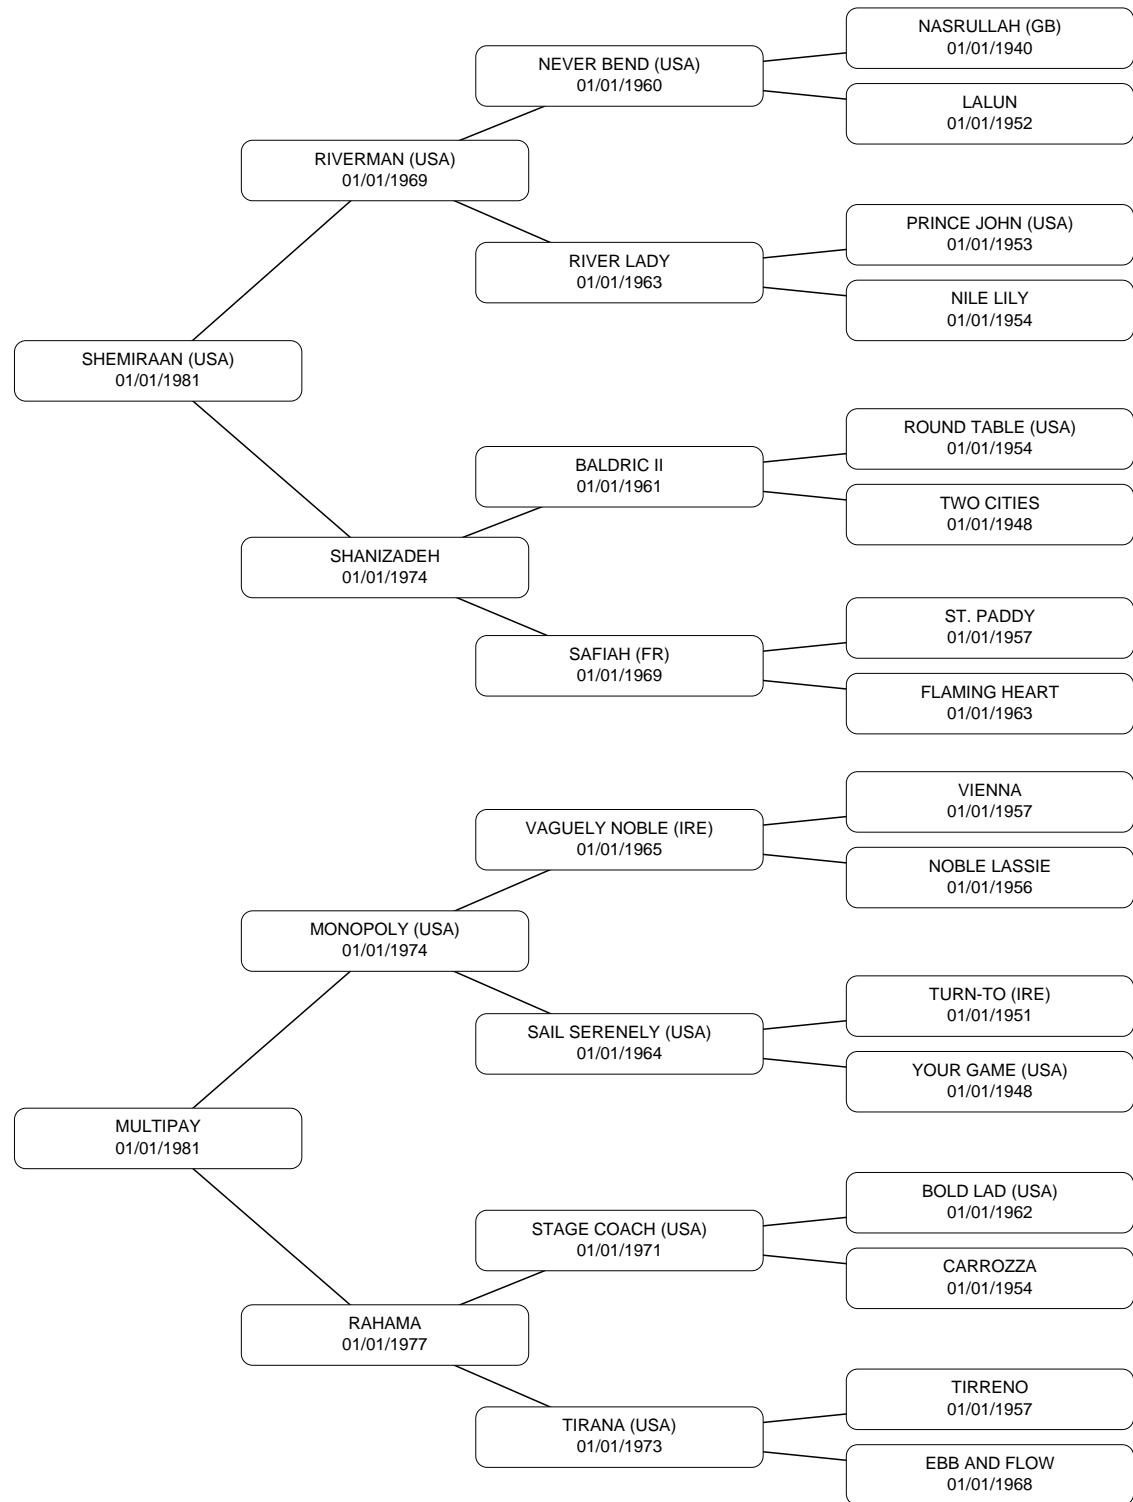 NASRULLAH (GB)
01/01/1940
NEVER BEND (USA)
01/01/1960
LALUN
01/01/1952
RIVERMAN (USA)
01/01/1969
PRINCE JOHN (USA)
01/01/1953
RIVER LADY
01/01/1963
NILE LILY
01/01/1954
SHEMIRAAN (USA)
01/01/1981
ROUND TABLE (USA)
01/01/1954
BALDRIC II
01/01/1961
TWO CITIES
01/01/1948
SHANIZADEH
01/01/1974
ST. PADDY
01/01/1957
SAFIAH (FR)
01/01/1969
FLAMING HEART
01/01/1963
VIENNA
01/01/1957
VAGUELY NOBLE (IRE)
01/01/1965
NOBLE LASSIE
01/01/1956
MONOPOLY (USA)
01/01/1974
TURN-TO (IRE)
01/01/1951
SAIL SERENELY (USA)
01/01/1964
YOUR GAME (USA)
01/01/1948
MULTIPAY
01/01/1981
BOLD LAD (USA)
01/01/1962
STAGE COACH (USA)
01/01/1971
CARROZZA
01/01/1954
RAHAMA
01/01/1977
TIRRENO
01/01/1957
TIRANA (USA)
01/01/1973
EBB AND FLOW
01/01/1968